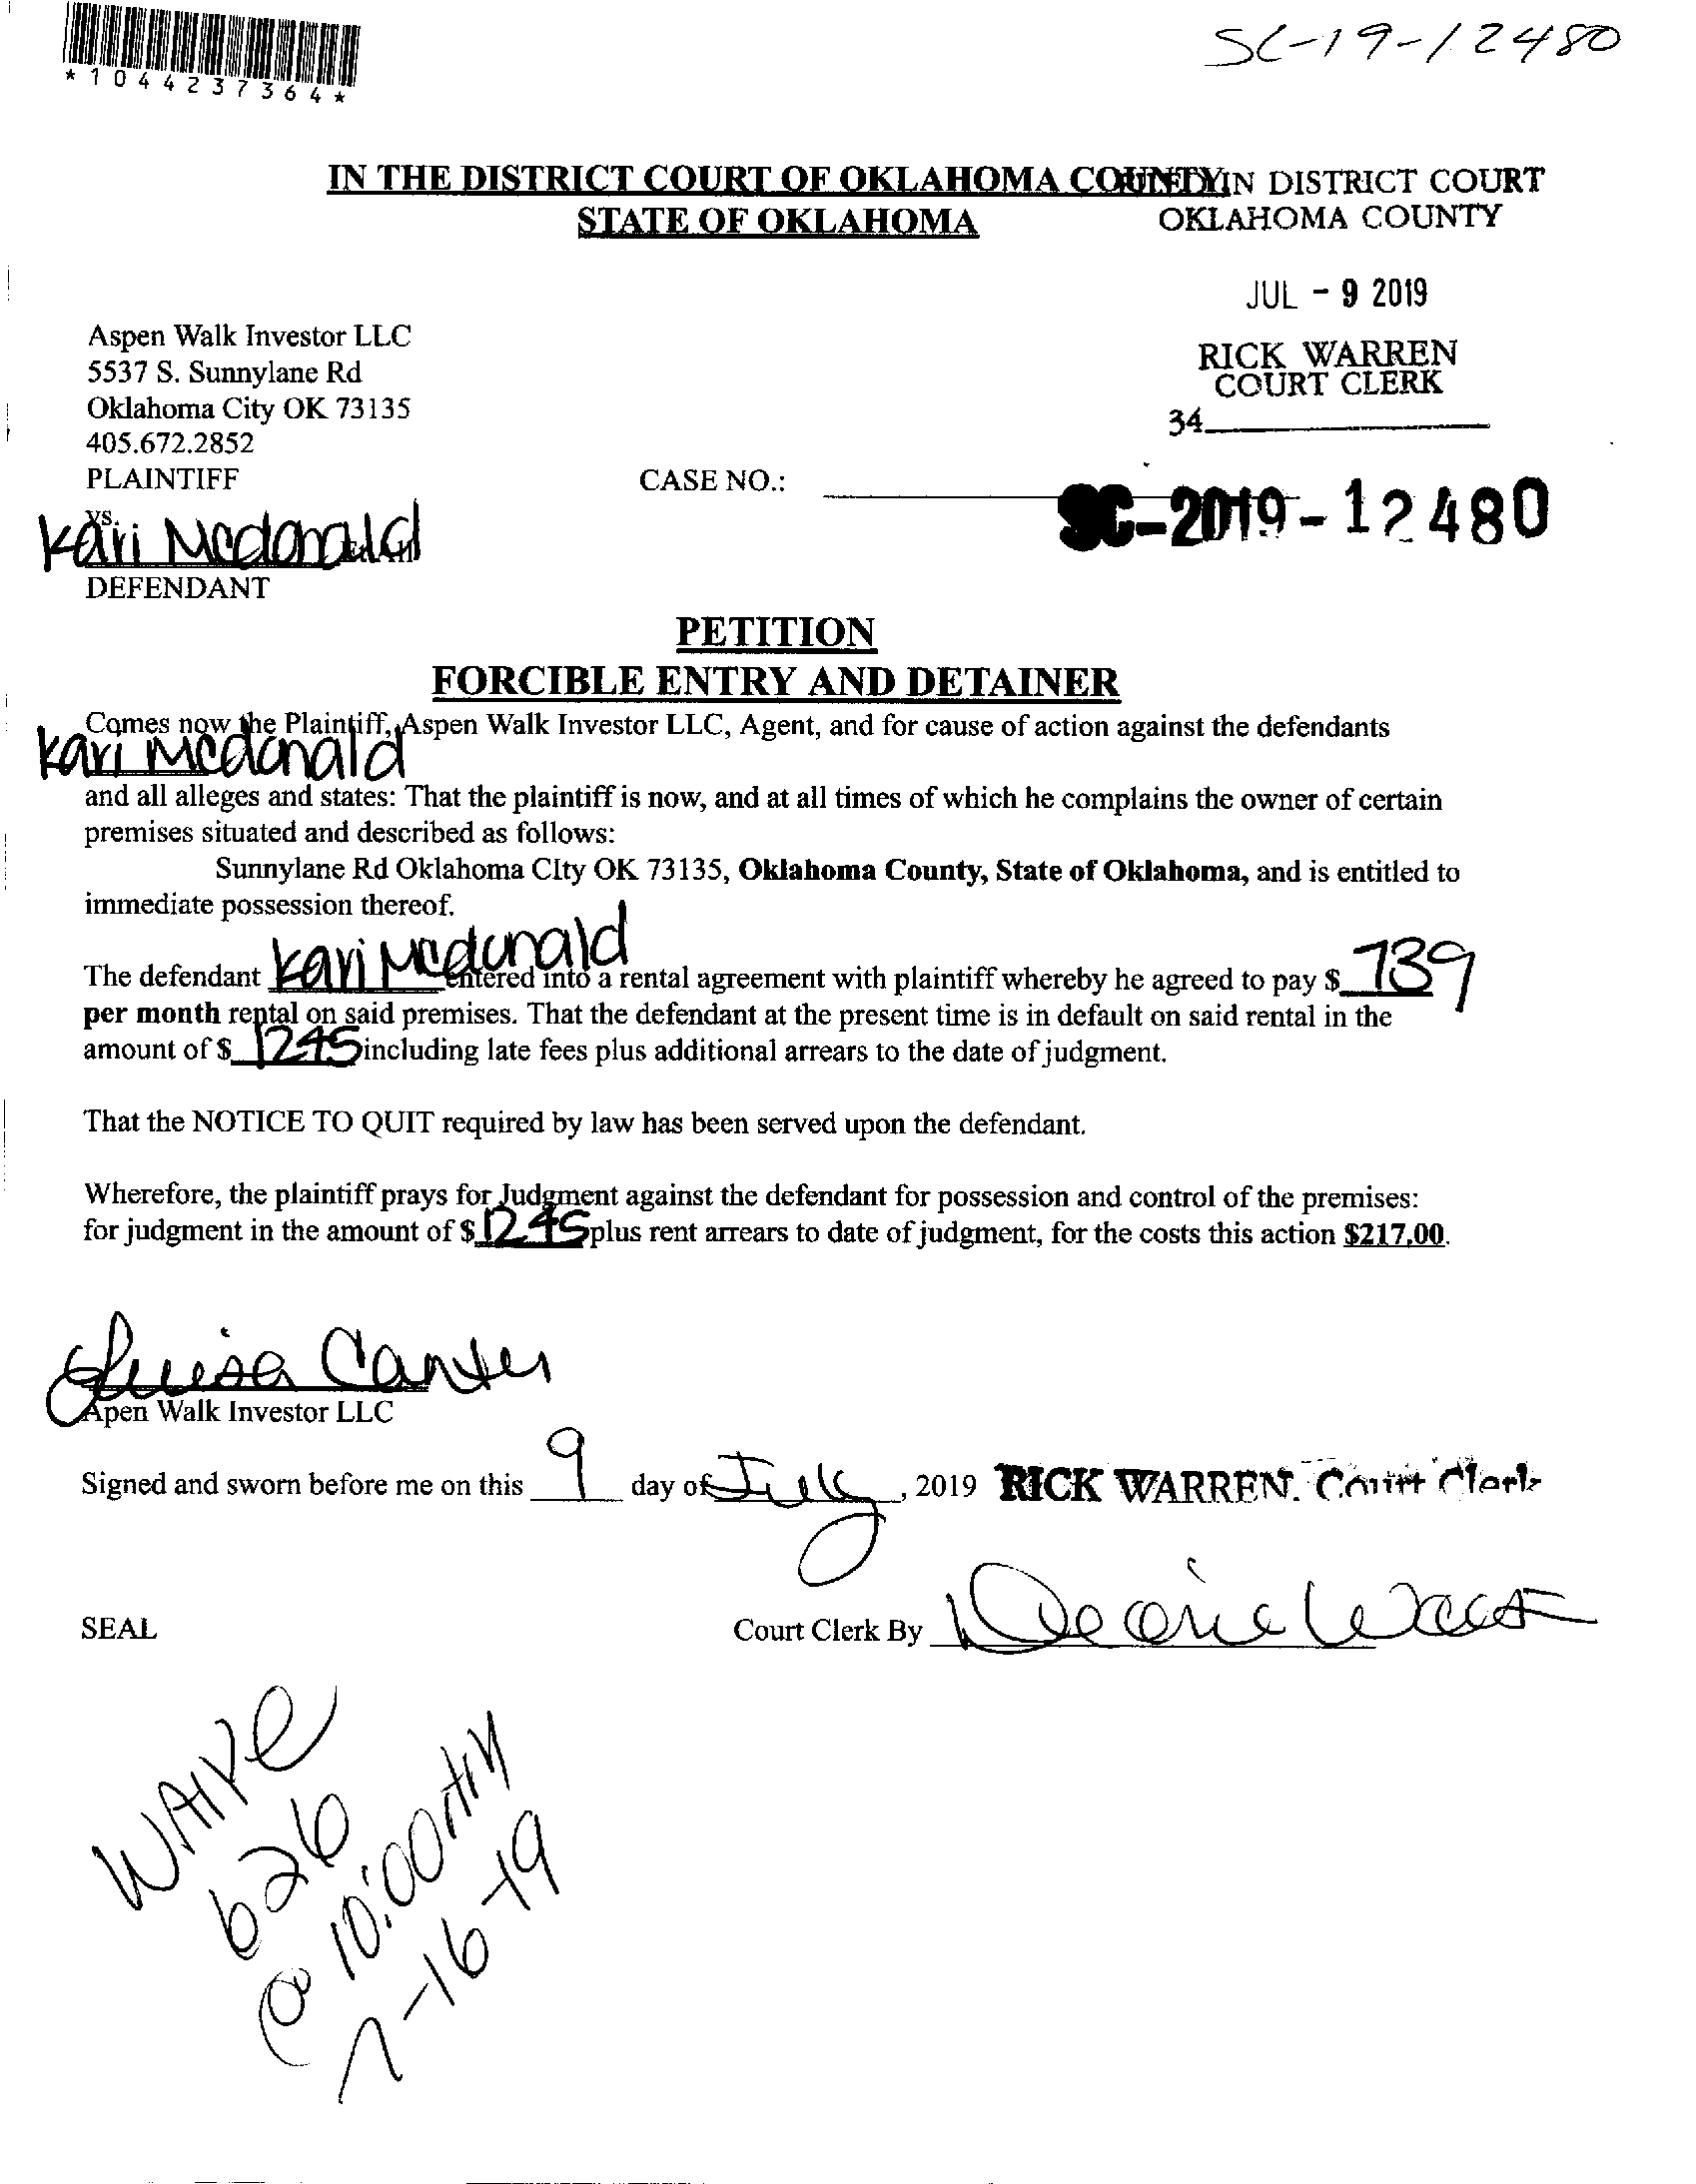 SC-19-12480
*1044237364*
IN THE DISTRICT COURT OF OKLAHOMA COUNTY
STATE OF OKLAHOMA
FILED IN DISTRICT COURT
OKLAHOMA COUNTY
JUL - 9 2019
RICK WARREN
COURT CLERK
34
Aspen Walk Investor LLC
5537 S. Sunnylane Rd
Oklahoma City OK 73135
405.672.2852
PLAINTIFF
CASE NO.:
SC-2019-12480
vs.
Kari Mcdonald
DEFENDANT
PETITION
FORCIBLE ENTRY AND DETAINER
Comes now the Plaintiff, Aspen Walk Investor LLC, Agent, and for cause of action against the defendants
Kari Mcdonald
and all alleges and states: That the plaintiff is now, and at all times of which he complains the owner of certain
premises situated and described as follows:
Sunnylane Rd Oklahoma CIty OK 73135, Oklahoma County, State of Oklahoma, and is entitled to
immediate possession thereof.
The defendant Kari Mcdonald entered into a rental agreement with plaintiff whereby he agreed to pay $ 739
per month rental on said premises. That the defendant at the present time is in default on said rental in the
amount of $ 1245 including late fees plus additional arrears to the date of judgment.
That the NOTICE TO QUIT required by law has been served upon the defendant.
Wherefore, the plaintiff prays for Judgment against the defendant for possession and control of the premises:
for judgment in the amount of $ 1245 plus rent arrears to date of judgment, for the costs this action $217.00.
Canter
Apen Walk Investor LLC
Signed and sworn before me on this 9 day of July, 2019 RICK WARREN. Court Clerk
SEAL
Court Clerk By
WAIVE
626
@ 10:00AM
7-16-19